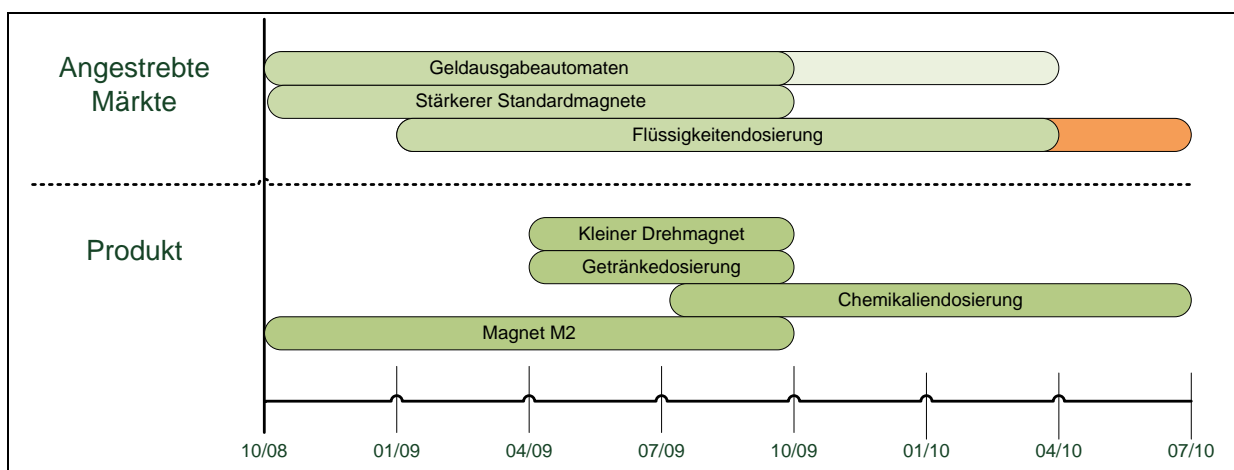 Angestrebte
Märkte
Geldausgabeautomaten
Stärkerer Standardmagnete
Flüssigkeitendosierung
Produkt
Kleiner Drehmagnet
Getränkedosierung
Chemikaliendosierung
Magnet M2
10/08 01/09 04/09 07/09 10/09 01/10 04/10 07/10